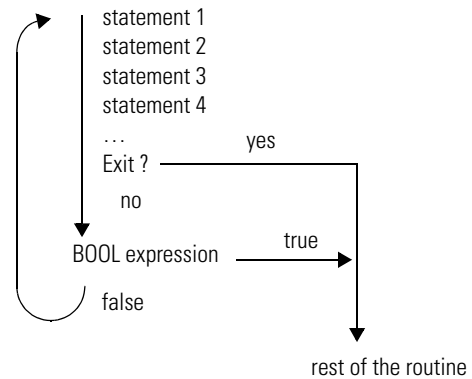 statement 1
statement 2
statement 3
statement 4
...
Exit ?
yes
no
BOOL expression
true
false
rest of the routine